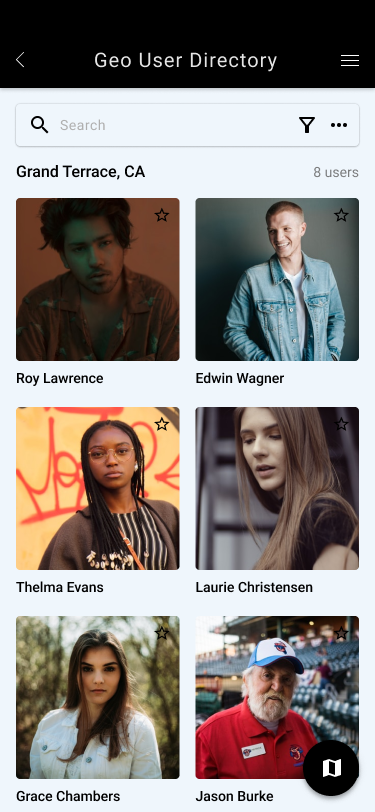 Geo User Directory
Search
Grand Terrace, CA
8 users
Roy Lawrence
Edwin Wagner
Thelma Evans
Laurie Christensen
Grace Chambers
Jason Burke